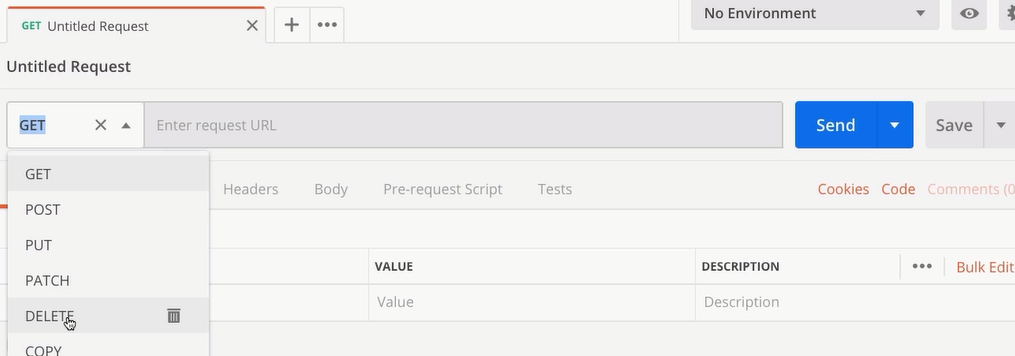 GET Untitled Request
No Environment
Untitled Request
GET
Enter request URL
Send
Save
GET
POST
PUT
PATCH
DELETE
COPY
Headers
Body
Pre-request Script
Tests
Cookies
Code
Comments (0
VALUE
DESCRIPTION
Bulk Edit
Value
Description